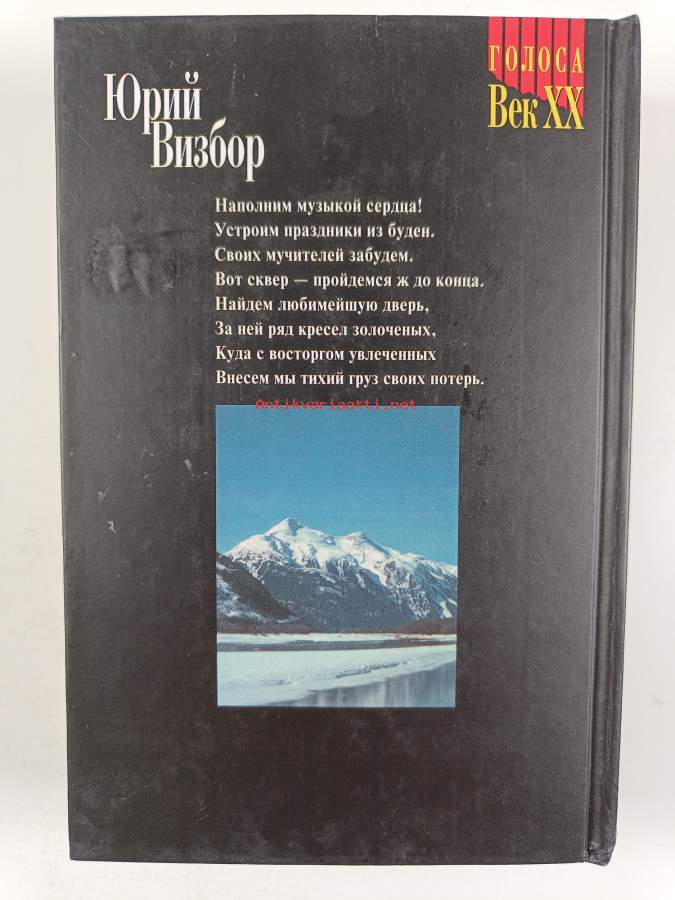 ГОЛОСА
Век XX
Юрий
Визбор
Наполним музыкой сердца!
Устроим праздники из буден.
Своих мучителей забудем.
Вот сквер — пройдемся ж до конца.
Найдем любимейшую дверь,
За ней ряд кресел золоченых,
Куда с восторгом увлеченных
Внесем мы тихий груз своих потерь.
Antikvariaatti.net